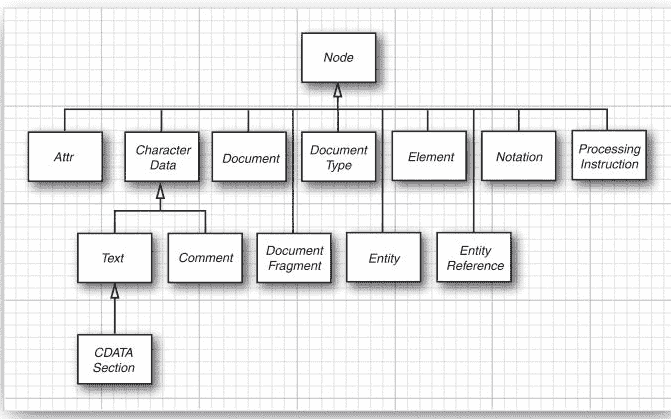 Node
Attr
Character
Data
Document
Document
Type
Element
Notation
Processing
Instruction
Text
Comment
Document
Fragment
Entity
Entity
Reference
CDATA
Section